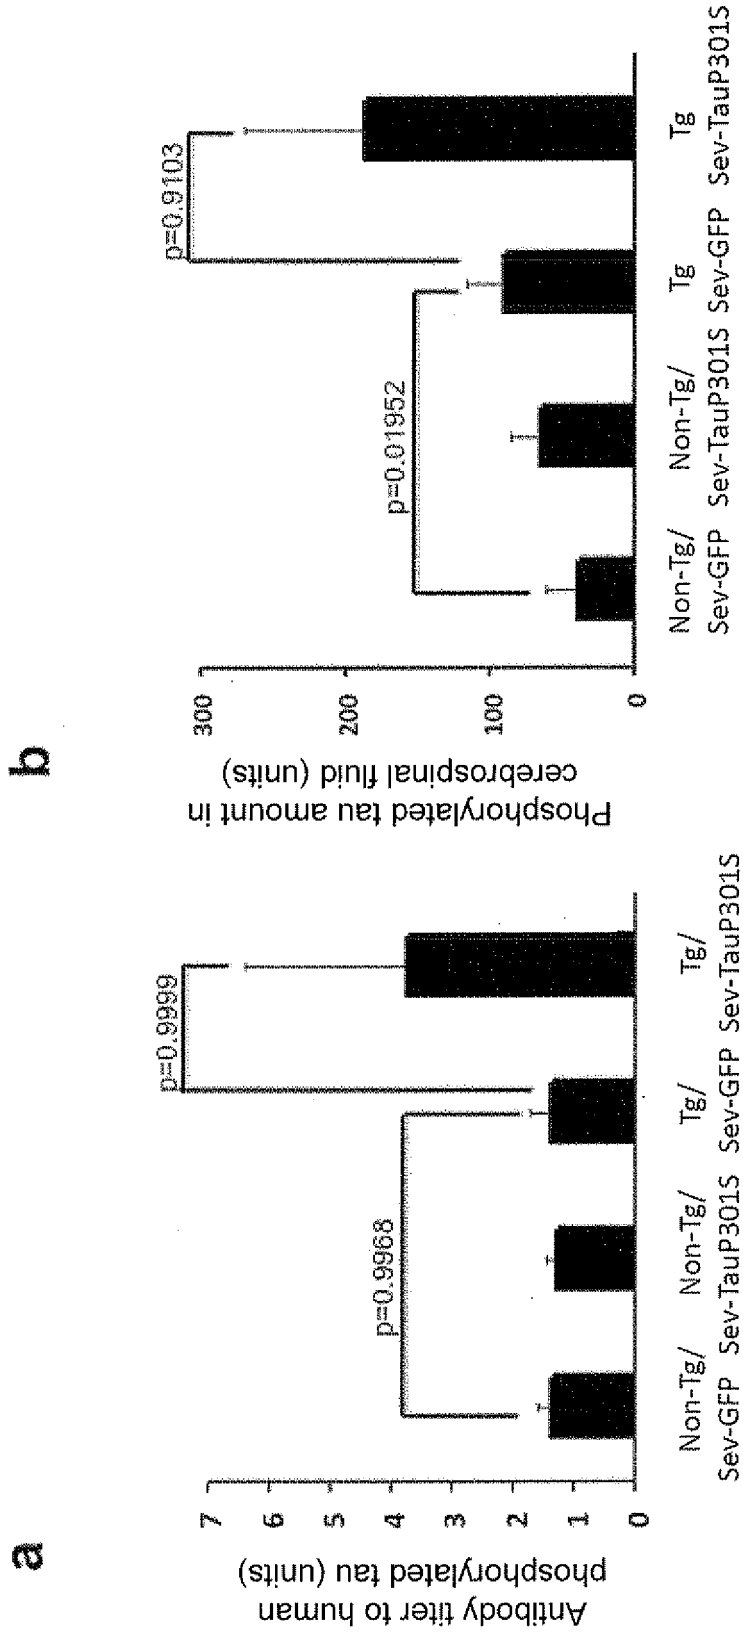 a
Antibody titer to human
phosphorylated tau (units)
7
6
5
4
3
2
1
0
p=0.9968
p=0.9999
Non-Tg/
Sev-GFP
Non-Tg/
Sev-TauP301S
Tg/
Sev-GFP
Tg/
Sev-TauP301S
b
Phosphorylated tau amount in
cerebrospinal fluid (units)
300
200
100
0
p=0.01952
p=0.9103
Non-Tg/
Sev-GFP
Non-Tg/
Sev-TauP301S
Tg
Sev-GFP
Tg
Sev-TauP301S